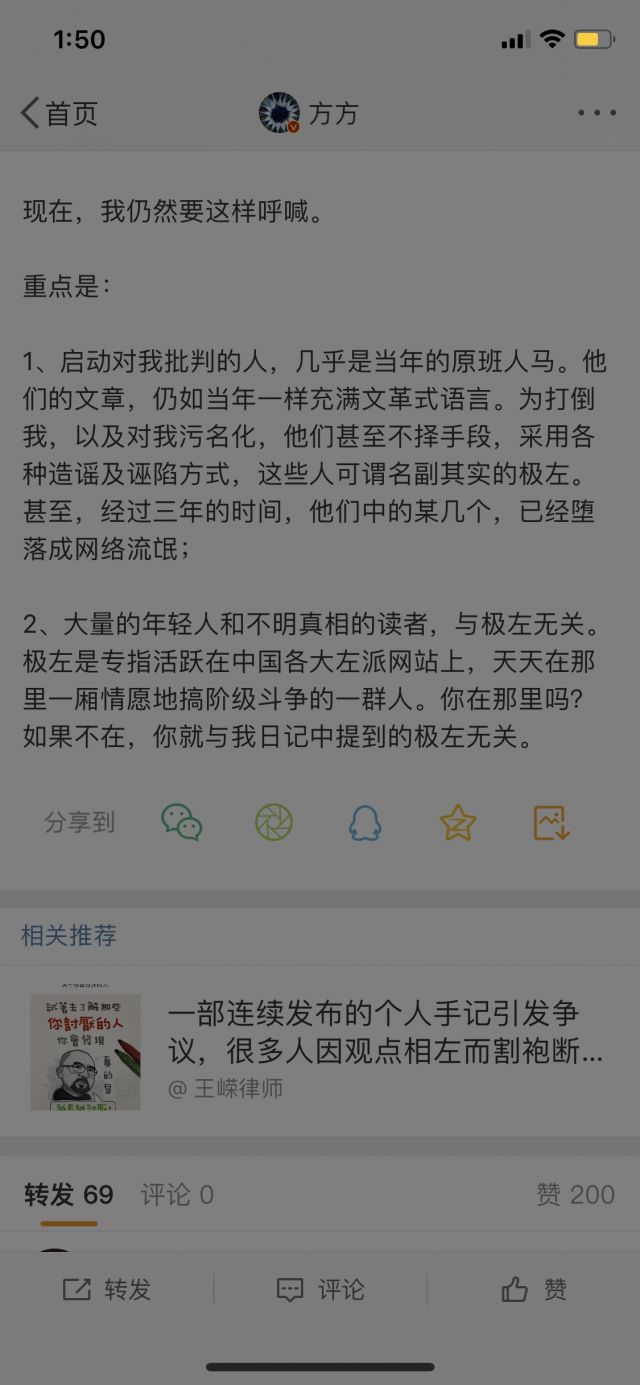 1:50
首页
方方
现在，我仍然要这样呼喊。
重点是：
1、启动对我批判的人，几乎是当年的原班人马。他
们的文章，仍如当年一样充满文革式语言。为打倒
我，以及对我污名化，他们甚至不择手段，采用各
种造谣及诬陷方式，这些人可谓名副其实的极左。
甚至，经过三年的时间，他们中的某几个，已经堕
落成网络流氓；
2、大量的年轻人和不明真相的读者，与极左无关。
极左是专指活跃在中国各大左派网站上，天天在那
里一厢情愿地搞阶级斗争的一群人。你在那里吗？
如果不在，你就与我日记中提到的极左无关。
分享到
相关推荐
試著去了解那些
你討厭的人
你會發現
真的是
一部连续发布的个人手记引发争
议，很多人因观点相左而割袍断...
@ 王嵘律师
转发 69
评论 0
赞 200
转发
评论
赞